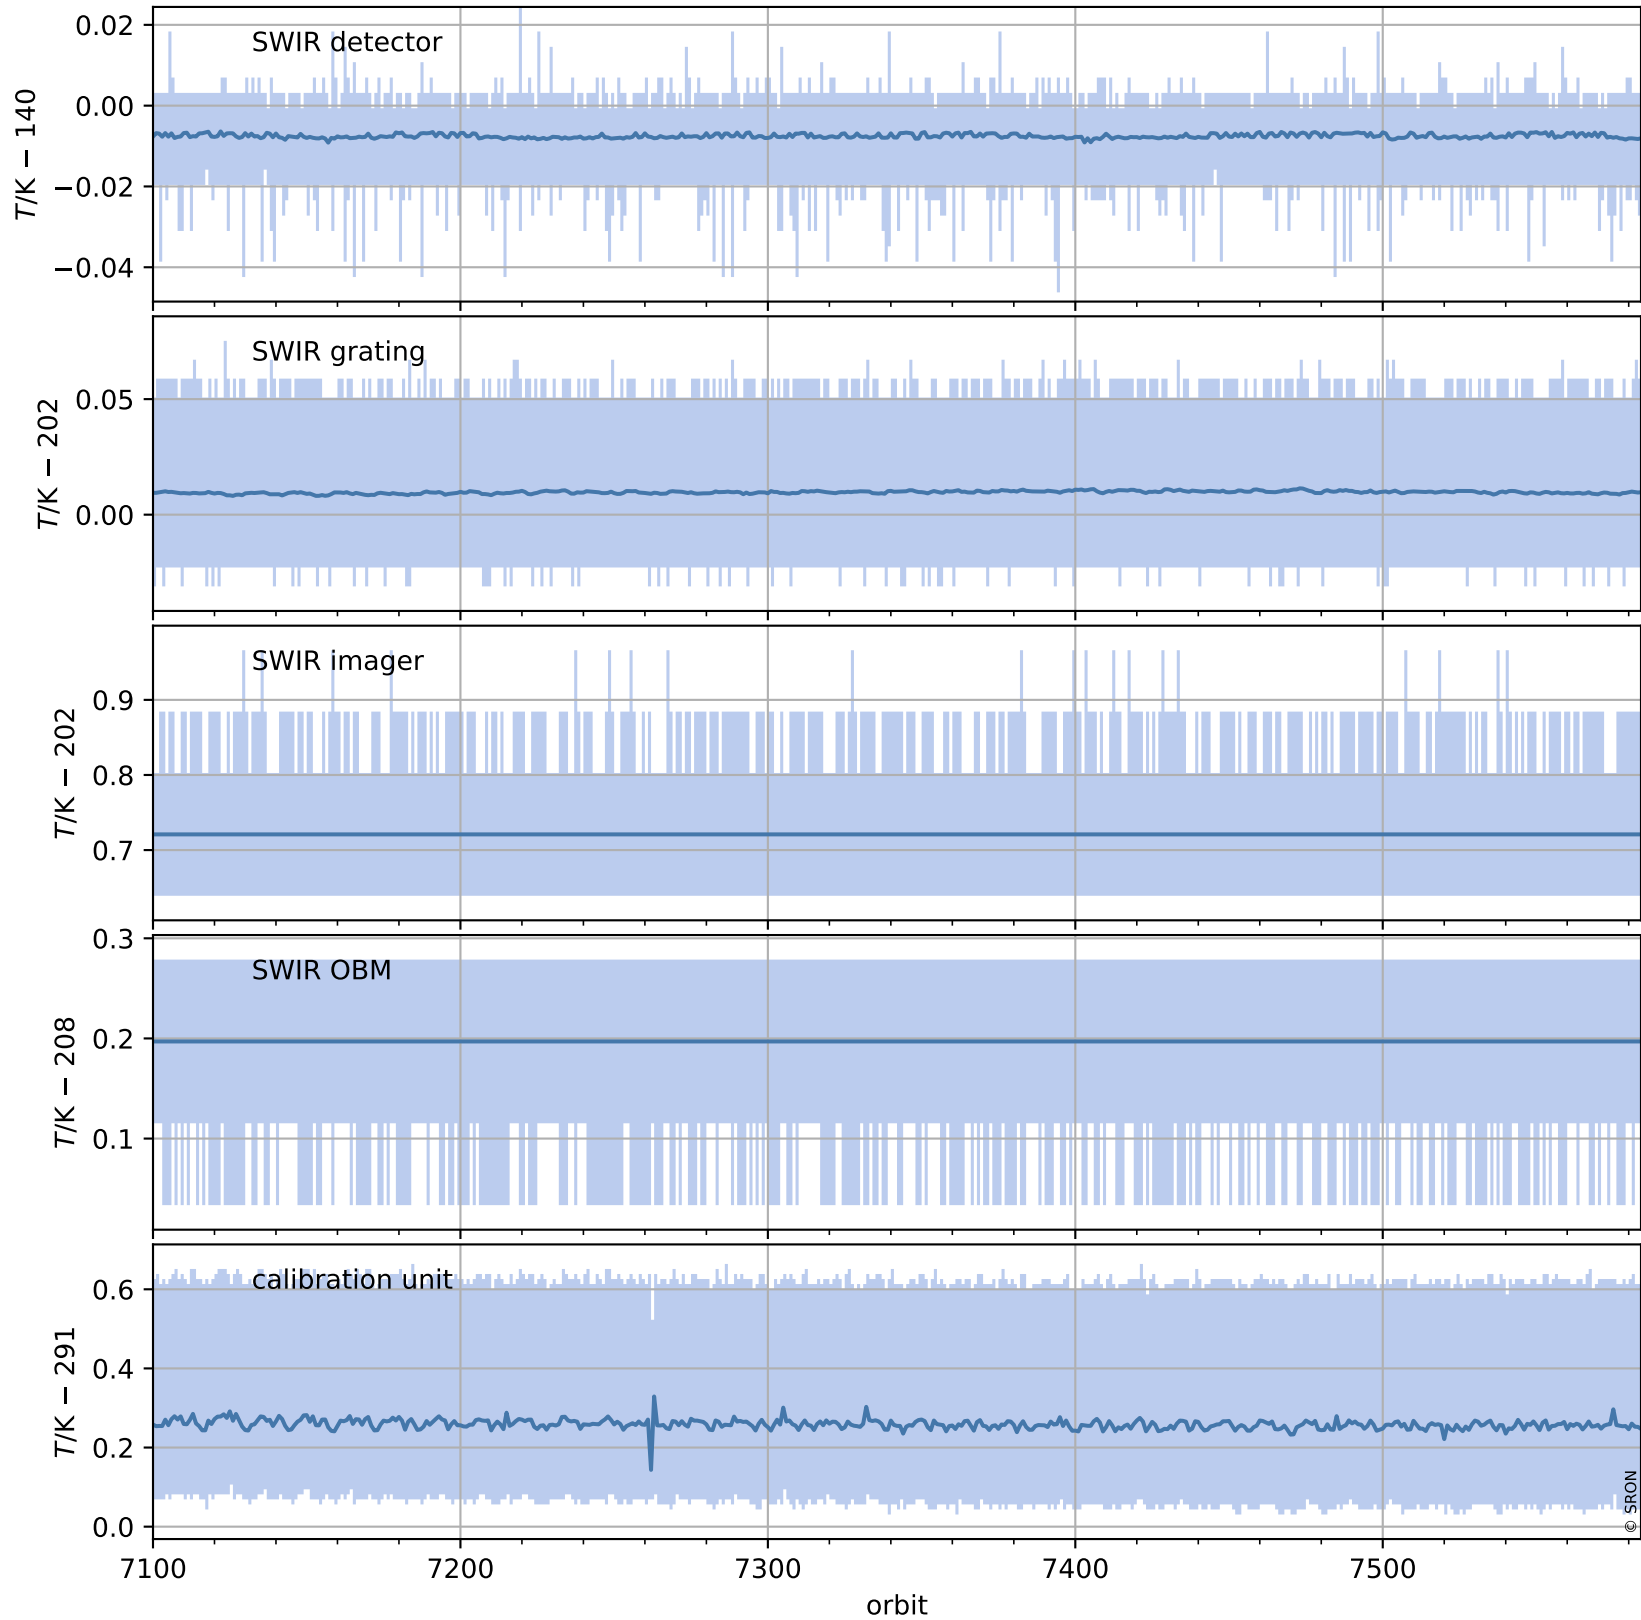 SWIR detector
0.02
0.00
−0.02
−0.04
T/K − 140
SWIR grating
0.05
0.00
T/K − 202
SWIR imager
0.9
0.8
0.7
T/K − 202
SWIR OBM
0.3
0.2
0.1
T/K − 208
calibration unit
0.6
0.4
0.2
0.0
T/K − 291
© SRON
7100 7200 7300 7400 7500
orbit